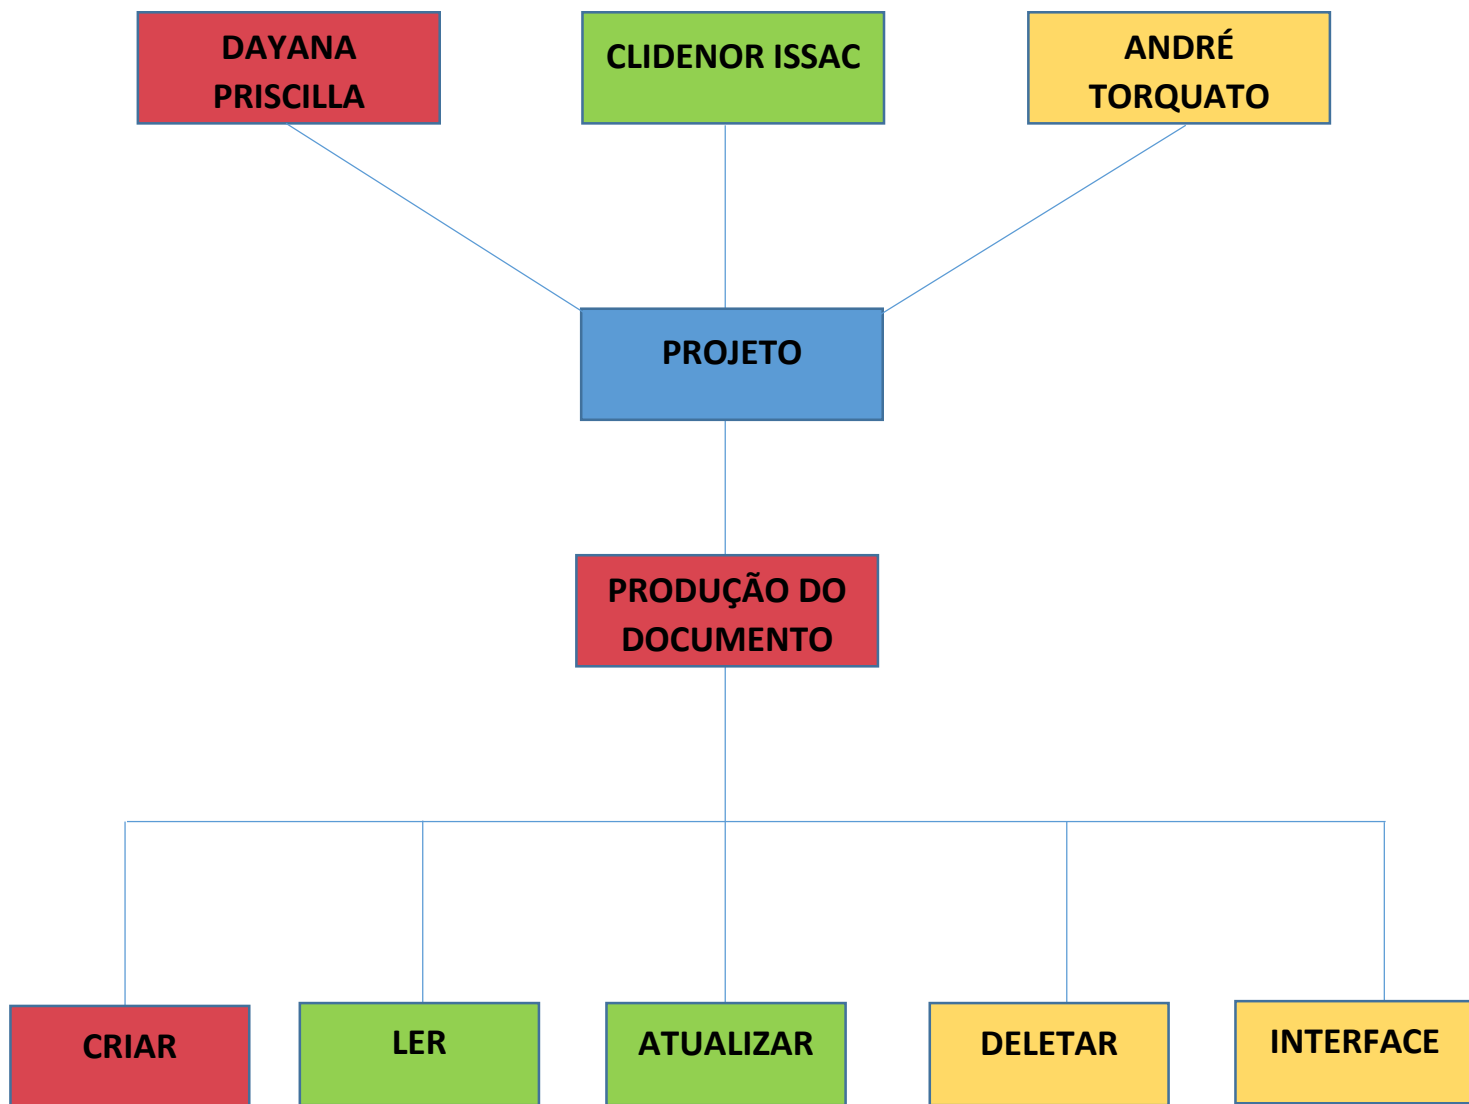 DAYANA
PRISCILLA
CLIDENOR ISSAC
ANDRÉ
TORQUATO
PROJETO
PRODUÇÃO DO
DOCUMENTO
CRIAR
LER
ATUALIZAR
DELETAR
INTERFACE